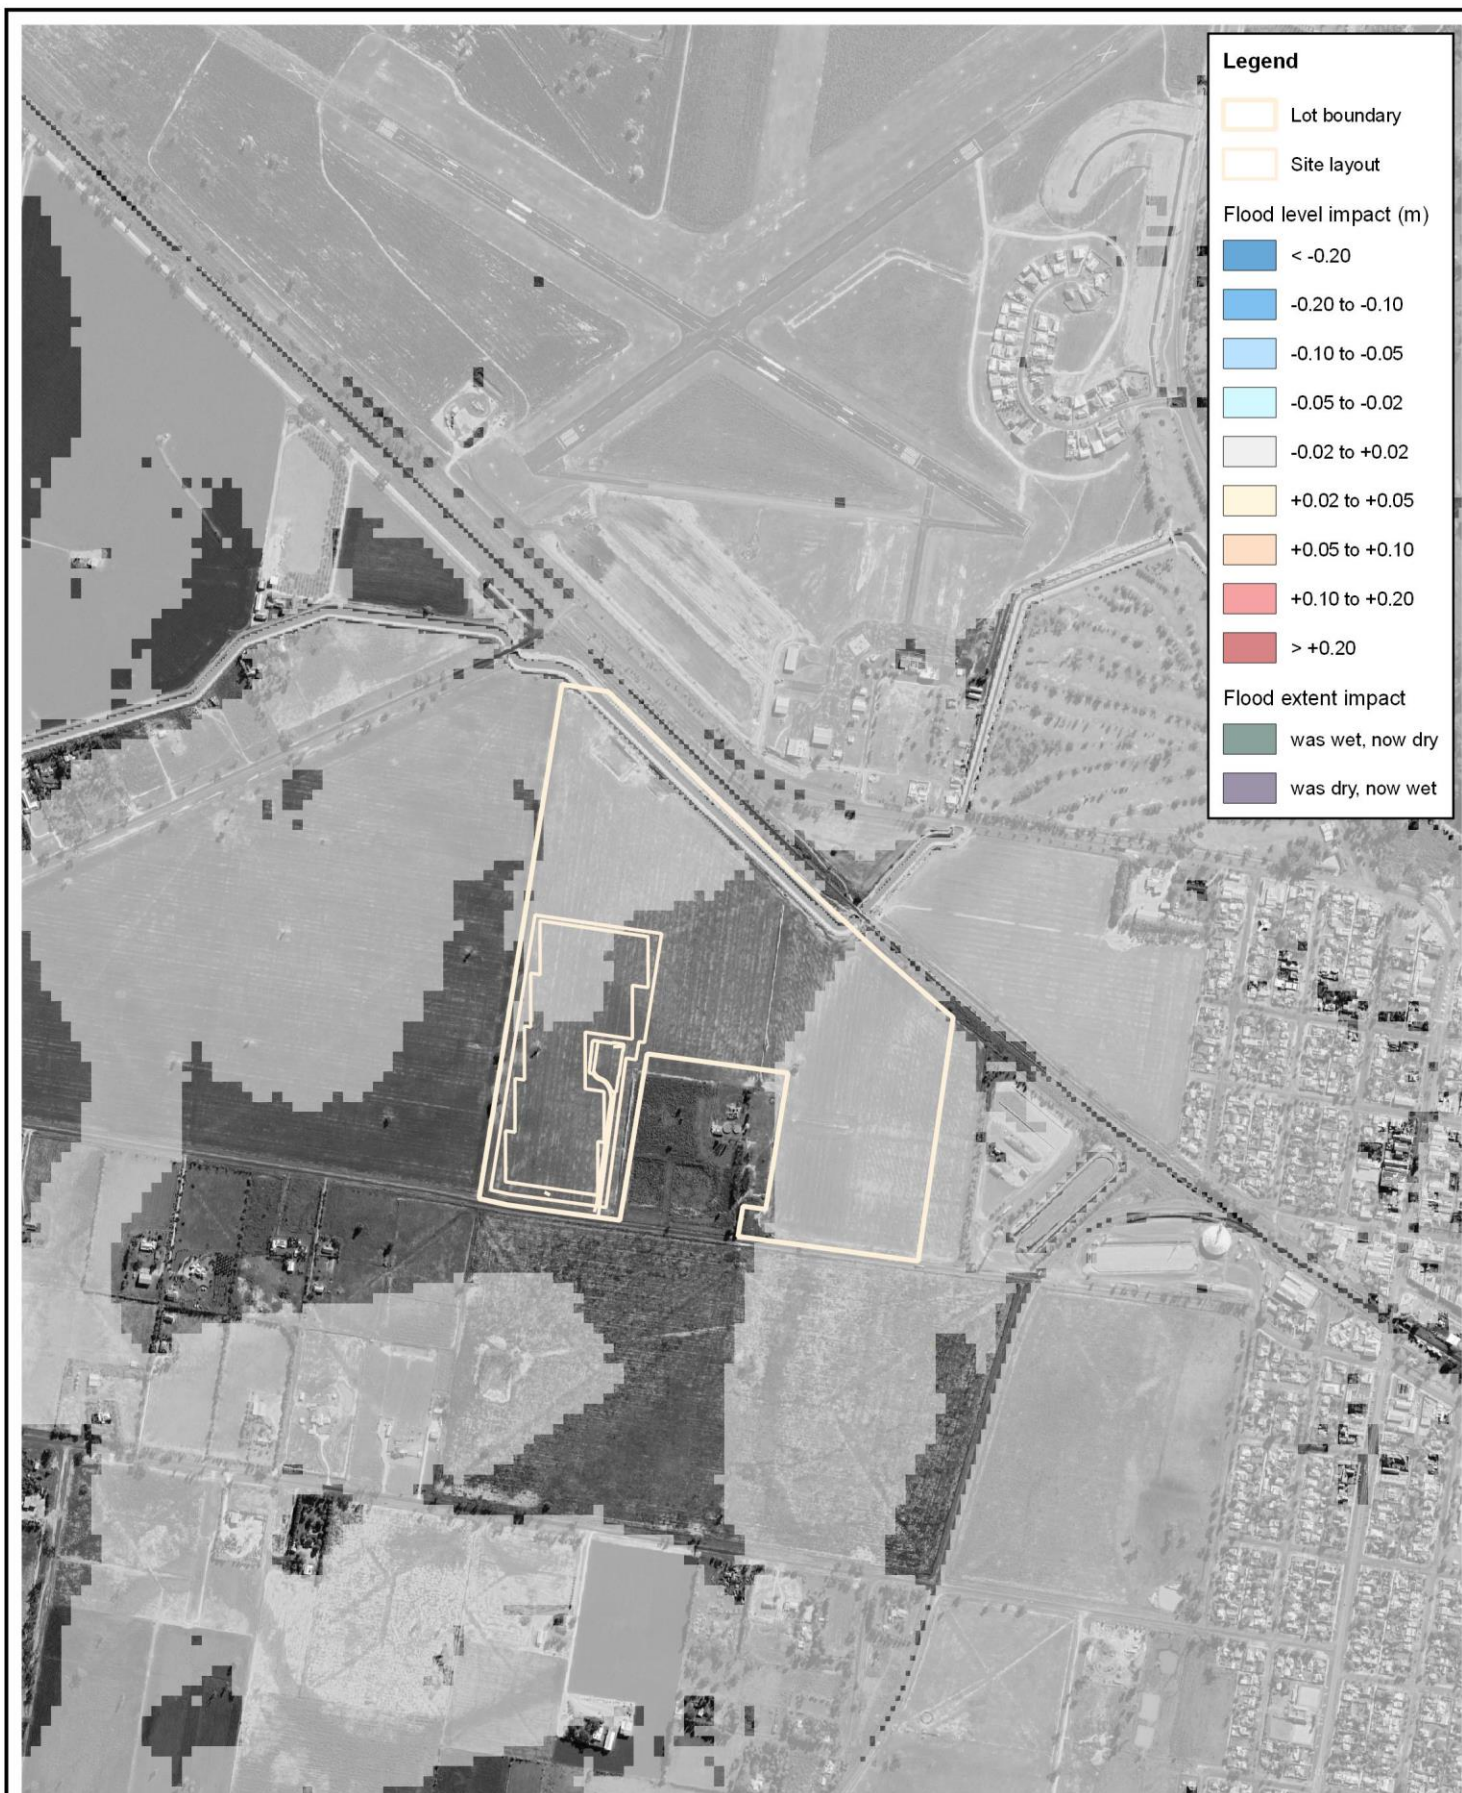 Legend
Lot boundary
Site layout
Flood level impact (m)
< -0.20
-0.20 to -0.10
-0.10 to -0.05
-0.05 to -0.02
-0.02 to +0.02
+0.02 to +0.05
+0.05 to +0.10
+0.10 to +0.20
> +0.20
Flood extent impact
was wet, now dry
was dry, now wet